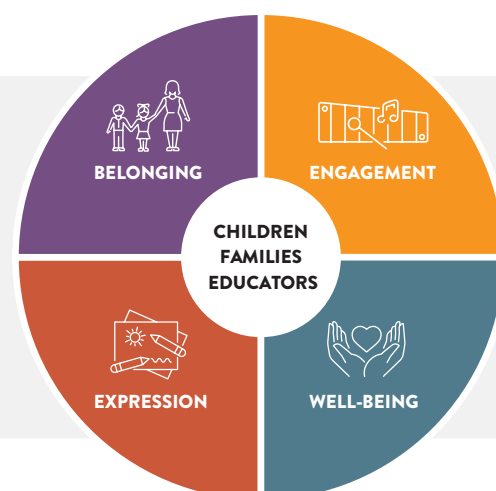 BELONGING
ENGAGEMENT
CHILDREN
FAMILIES
EDUCATORS
EXPRESSION
WELL-BEING